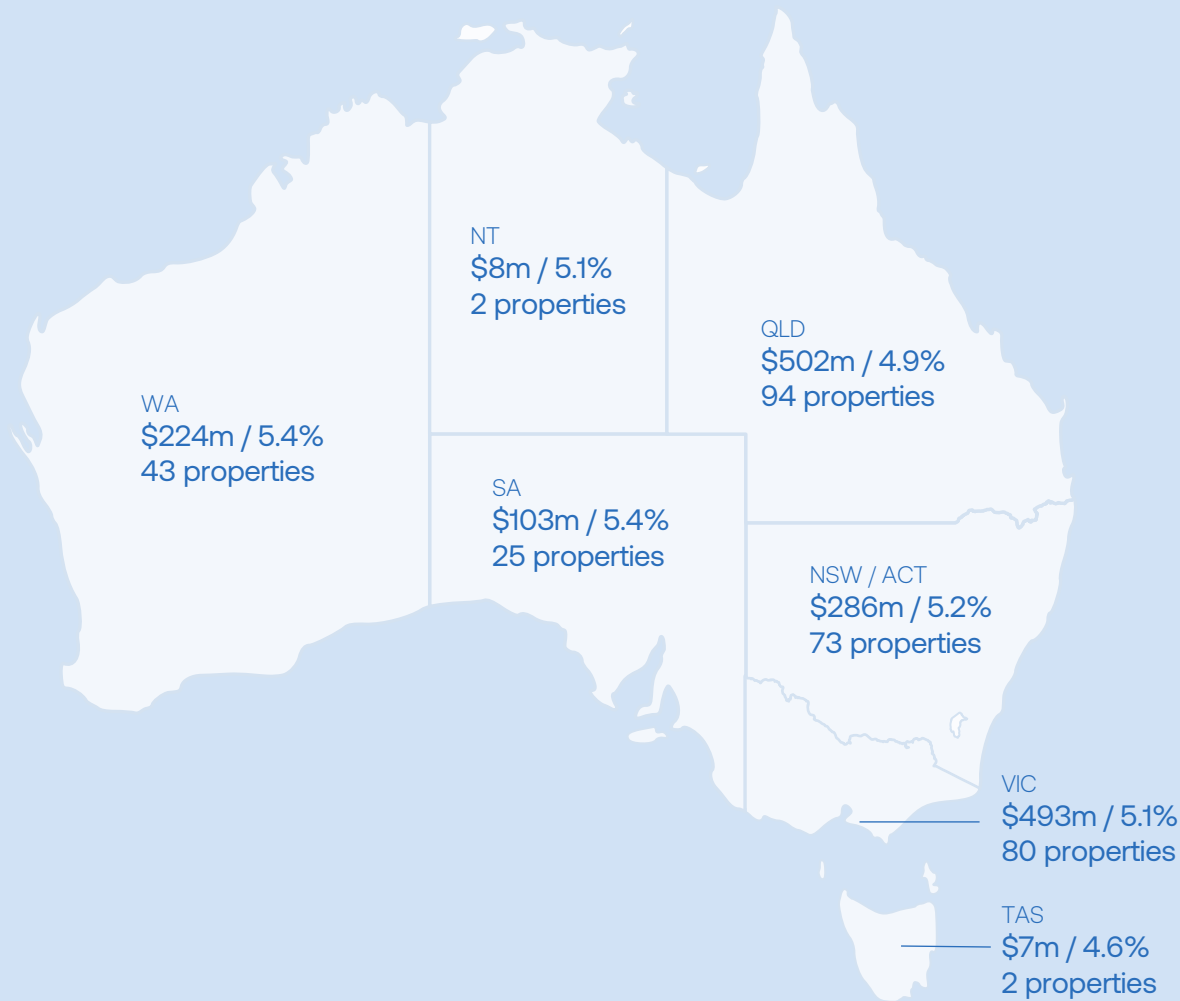 NT
$8m / 5.1%
2 properties
QLD
$502m / 4.9%
94 properties
WA
$224m / 5.4%
43 properties
SA
$103m / 5.4%
25 properties
NSW / ACT
$286m / 5.2%
73 properties
VIC
$493m / 5.1%
80 properties
TAS
$7m / 4.6%
2 properties